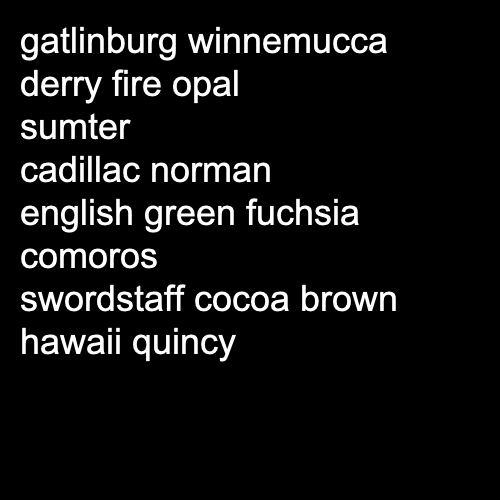 gatlinburg winnemucca
derry fire opal
sumter
cadillac norman
english green fuchsia
comoros
swordstaff cocoa brown
hawaii quincy